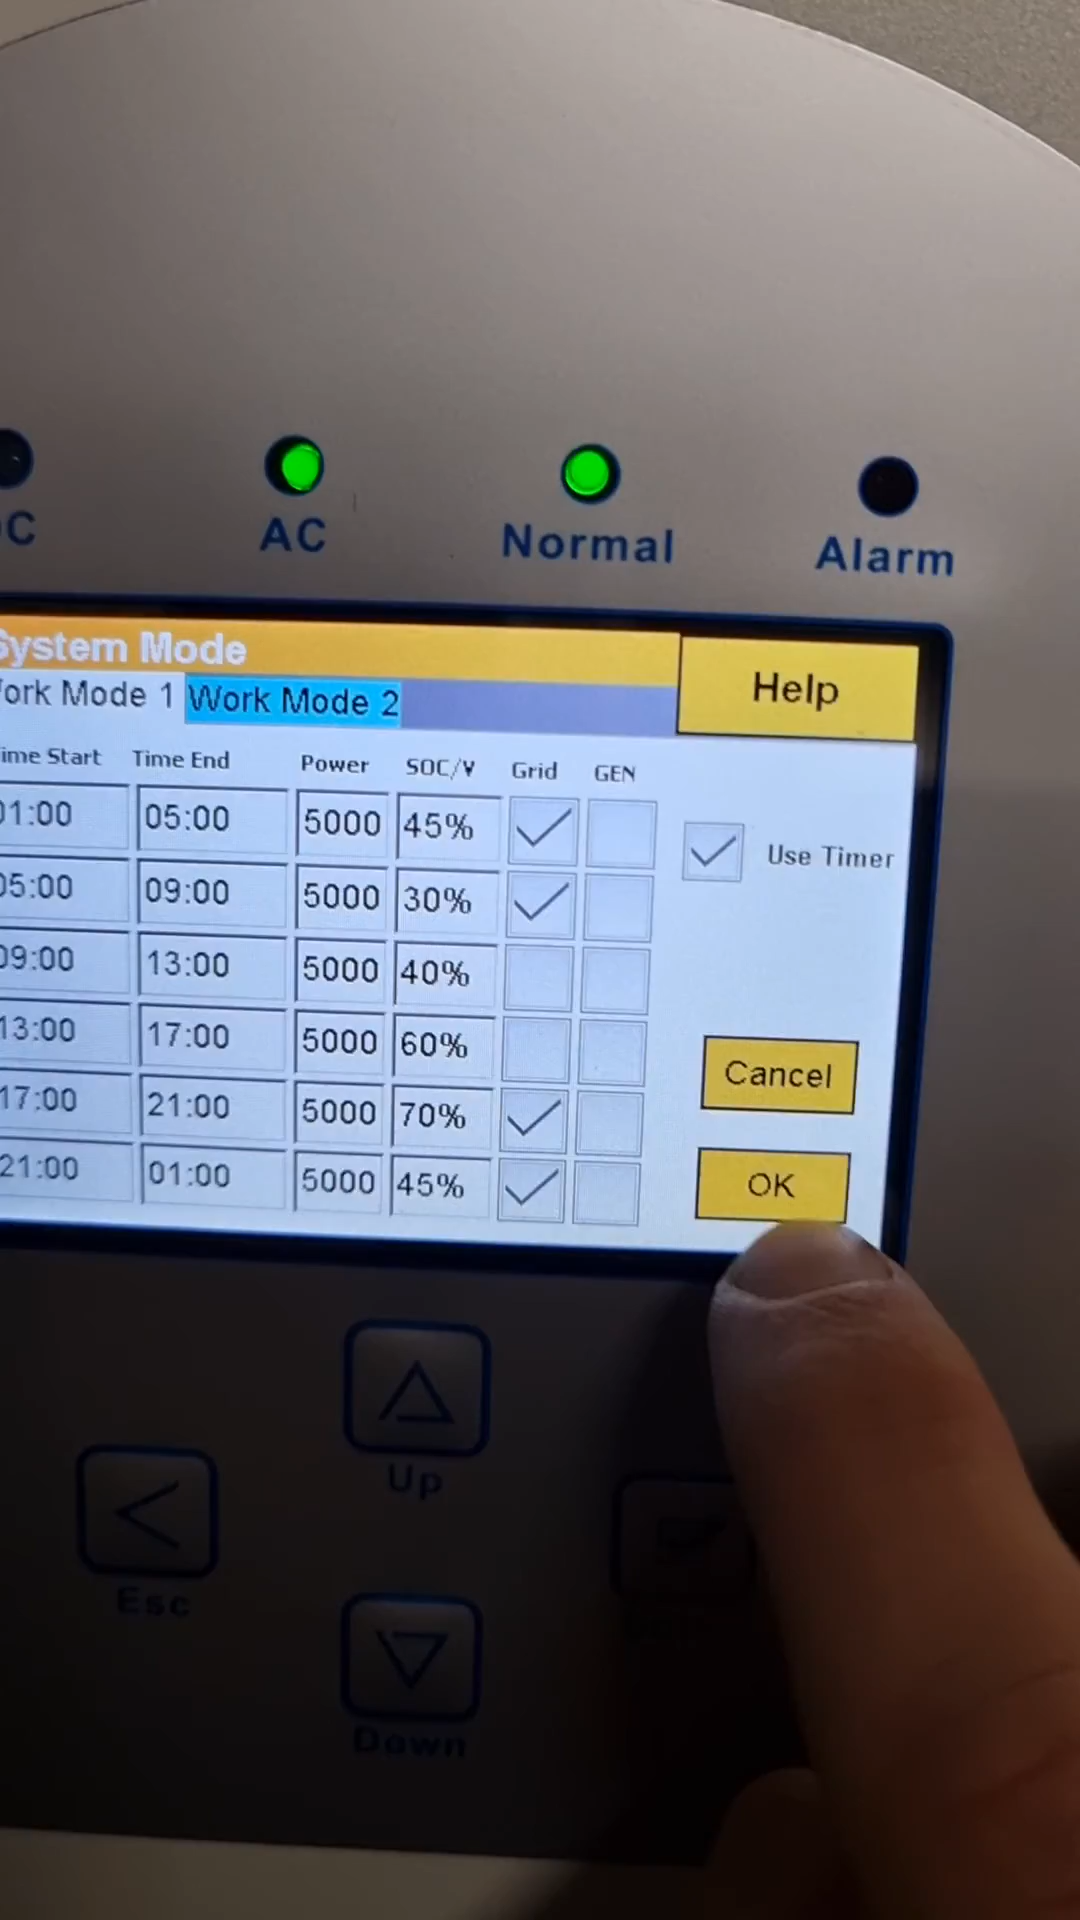 C
AC
Normal
Alarm
System Mode
Help
ork Mode 1
Work Mode 2
ime Start Time End Power SOC/V Grid GEN
01:00 05:00 5000 45%
Use Timer
05:00 09:00 5000 30%
09:00 13:00 5000 40%
13:00 17:00 5000 60%
Cancel
17:00 21:00 5000 70%
21:00 01:00 5000 45%
OK
Up
Esc
Down